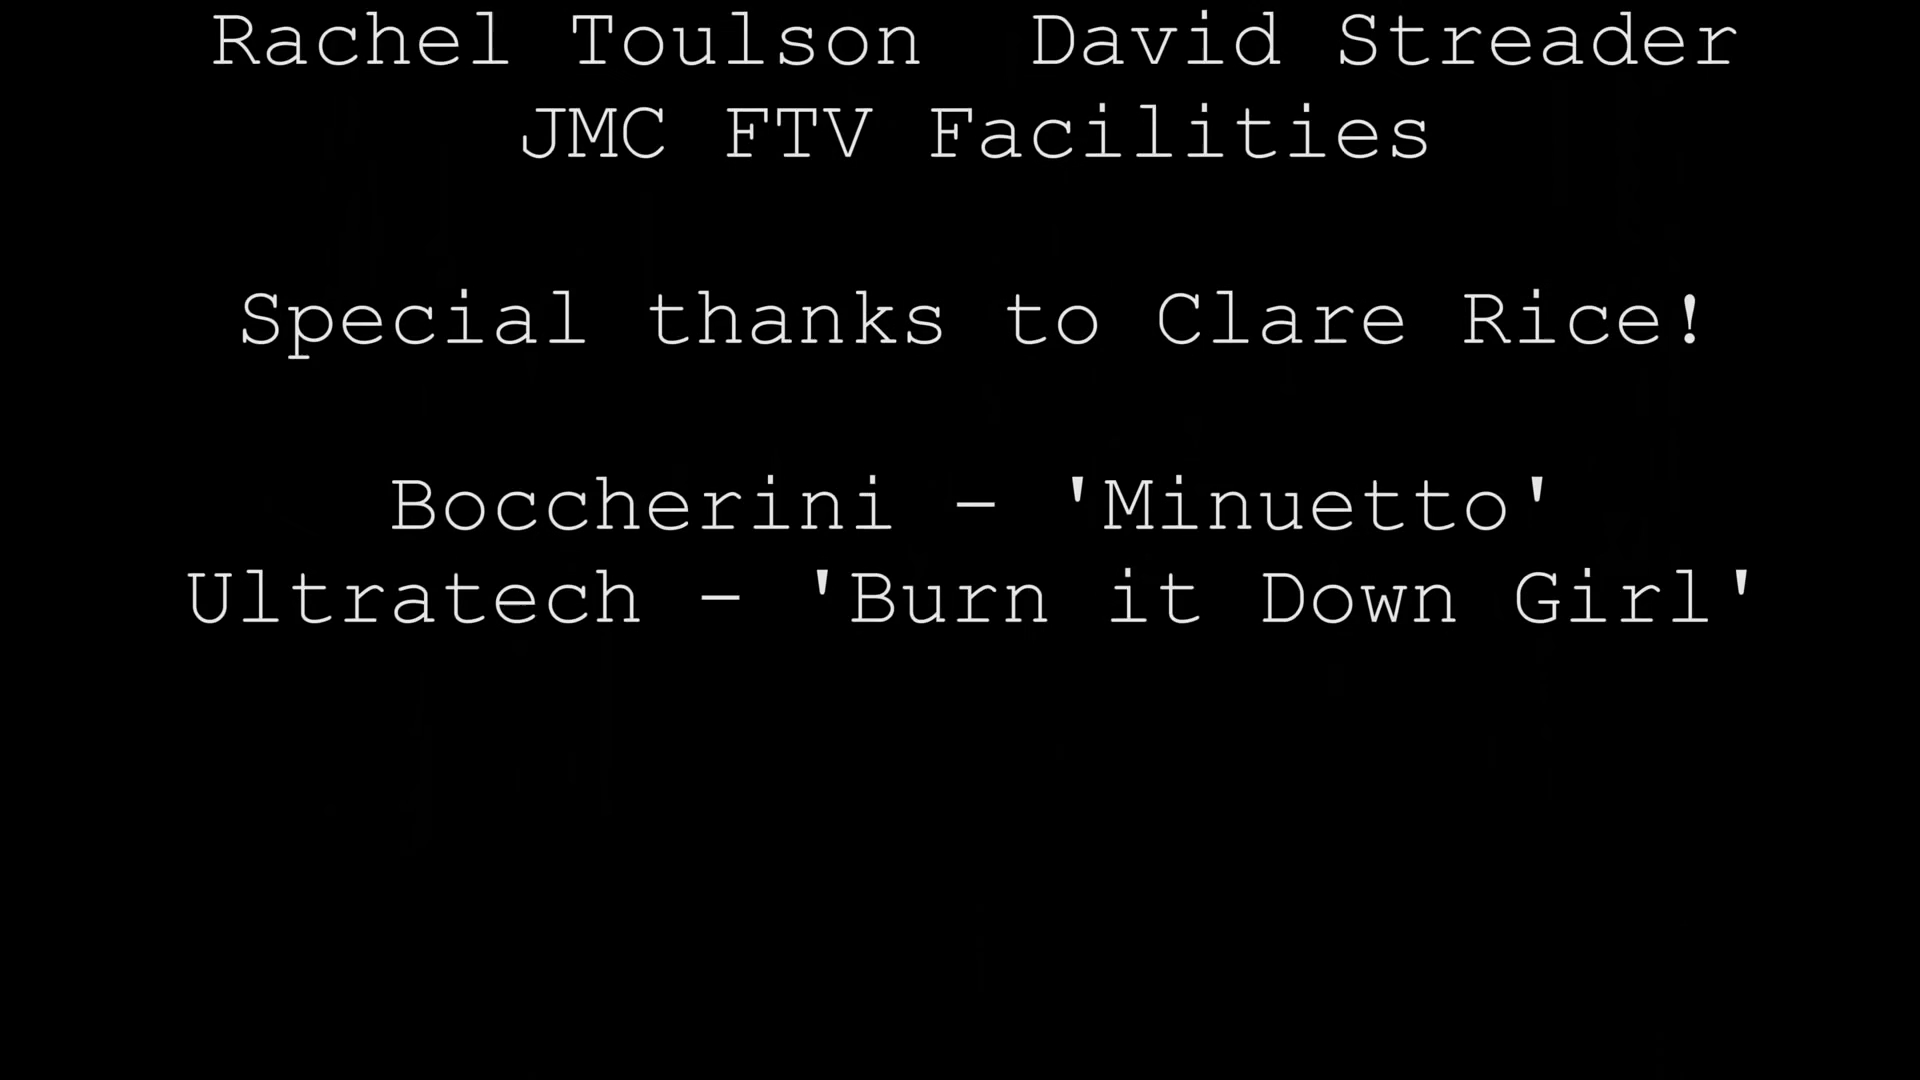 Rachel Toulson  David Streader
JMC FTV Facilities
Special thanks to Clare Rice!
Boccherini - 'Minuetto'
Ultratech - 'Burn it Down Girl'